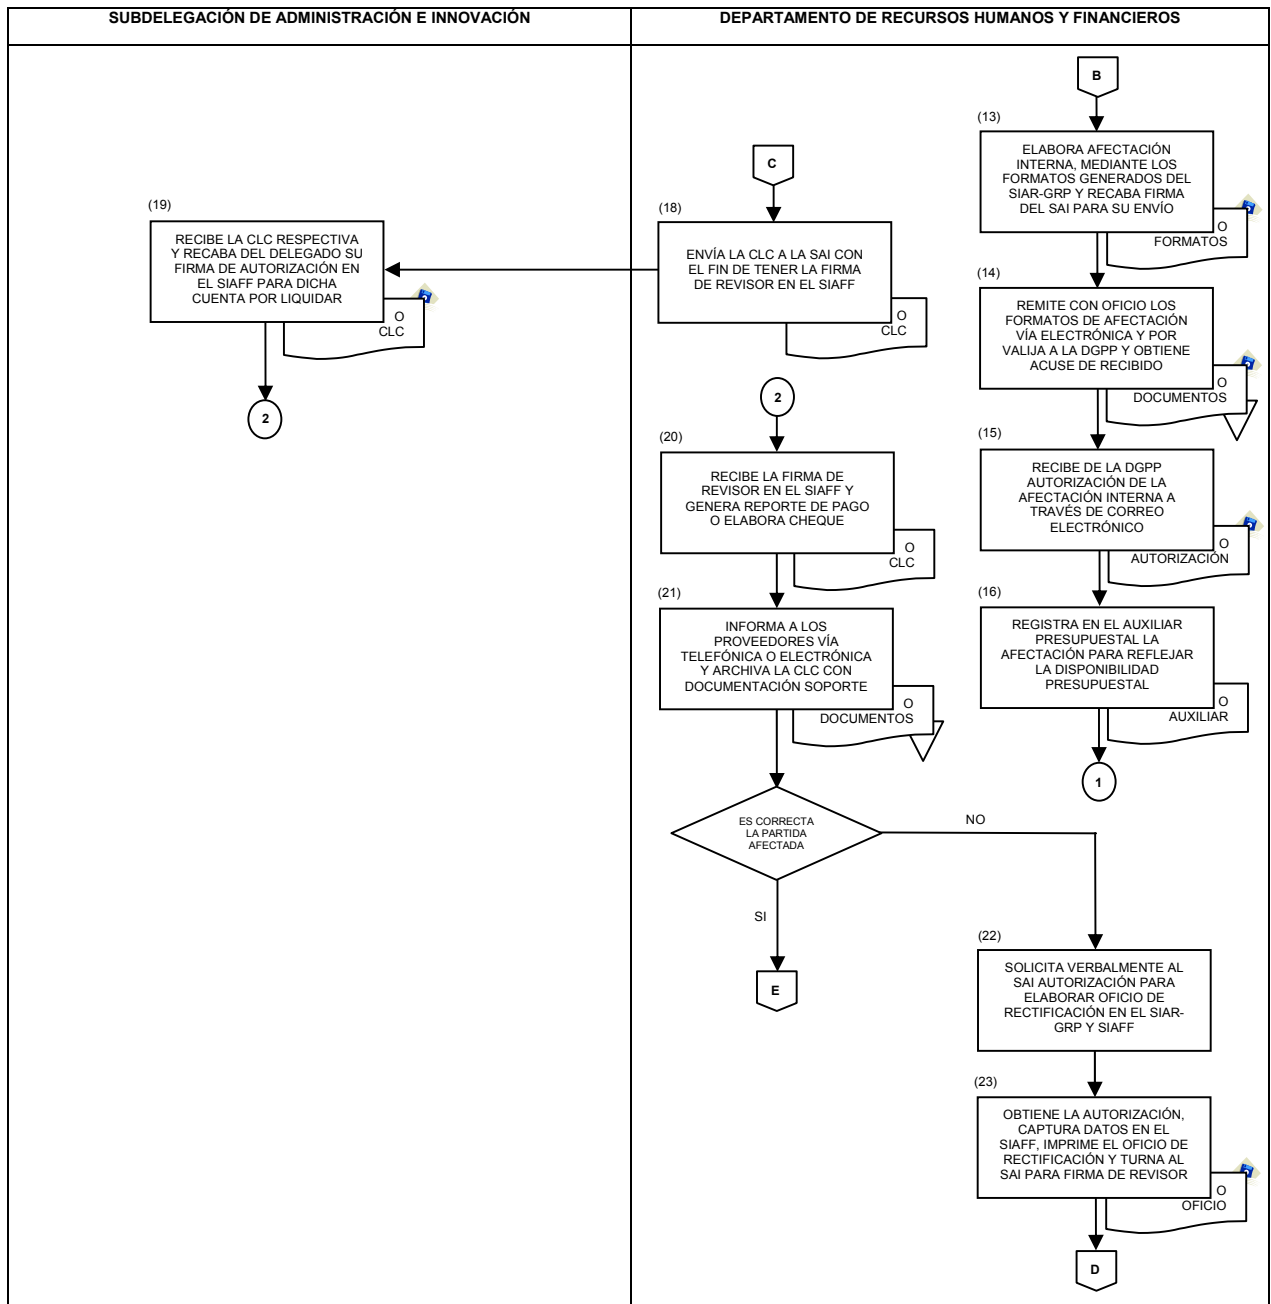 SUBDELEGACIÓN DE ADMINISTRACIÓN E INNOVACIÓN
DEPARTAMENTO DE RECURSOS HUMANOS Y FINANCIEROS
B
(13)
ELABORA AFECTACIÓN
INTERNA, MEDIANTE LOS
FORMATOS GENERADOS DEL
SIAR-GRP Y RECABA FIRMA
DEL SAI PARA SU ENVÍO
O
FORMATOS
(14)
REMITE CON OFICIO LOS
FORMATOS DE AFECTACIÓN
VÍA ELECTRÓNICA Y POR
VALIJA A LA DGPP Y OBTIENE
ACUSE DE RECIBIDO
O
DOCUMENTOS
(15)
RECIBE DE LA DGPP
AUTORIZACIÓN DE LA
AFECTACIÓN INTERNA A
TRAVÉS DE CORREO
ELECTRÓNICO
O
AUTORIZACIÓN
(16)
REGISTRA EN EL AUXILIAR
PRESUPUESTAL LA
AFECTACIÓN PARA REFLEJAR
LA DISPONIBILIDAD
PRESUPUESTAL
O
AUXILIAR
1
C
(18)
ENVÍA LA CLC A LA SAI CON
EL FIN DE TENER LA FIRMA
DE REVISOR EN EL SIAFF
O
CLC
(19)
RECIBE LA CLC RESPECTIVA
Y RECABA DEL DELEGADO SU
FIRMA DE AUTORIZACIÓN EN
EL SIAFF PARA DICHA
CUENTA POR LIQUIDAR
O
CLC
2
2
(20)
RECIBE LA FIRMA DE
REVISOR EN EL SIAFF Y
GENERA REPORTE DE PAGO
O ELABORA CHEQUE
O
CLC
(21)
INFORMA A LOS
PROVEEDORES VÍA
TELEFÓNICA O ELECTRÓNICA
Y ARCHIVA LA CLC CON
DOCUMENTACIÓN SOPORTE
O
DOCUMENTOS
ES CORRECTA
LA PARTIDA
AFECTADA
NO
SI
E
(22)
SOLICITA VERBALMENTE AL
SAI AUTORIZACIÓN PARA
ELABORAR OFICIO DE
RECTIFICACIÓN EN EL SIAR-
GRP Y SIAFF
(23)
OBTIENE LA AUTORIZACIÓN,
CAPTURA DATOS EN EL
SIAFF, IMPRIME EL OFICIO DE
RECTIFICACIÓN Y TURNA AL
SAI PARA FIRMA DE REVISOR
O
OFICIO
D